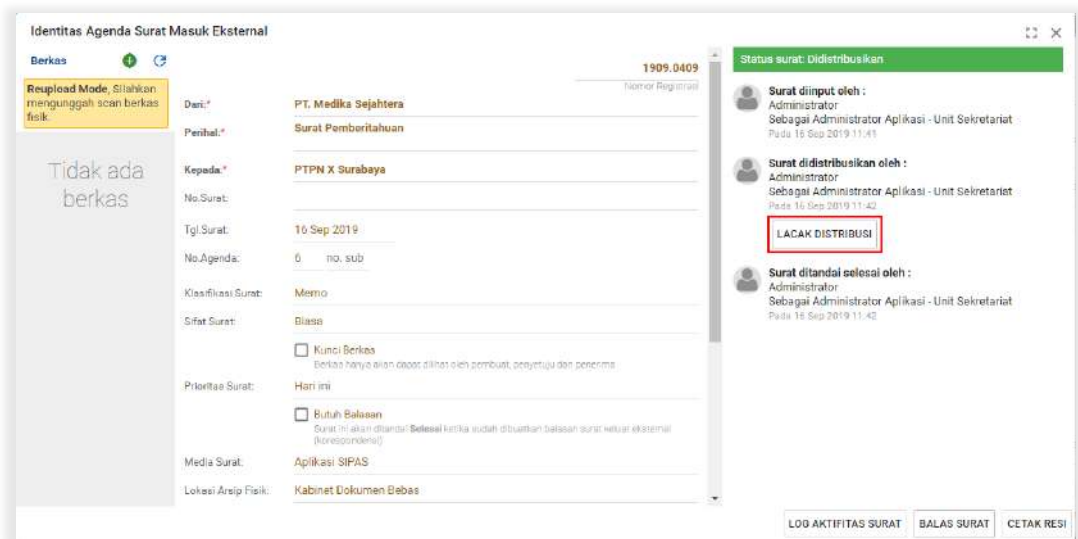 Identitas Agenda Surat Masuk Eksternal
Berkas
Reupload Mode, Silahkan
mengunggah scan berkas
fisik.
Tidak ada
berkas
1909.0409
Nomor Registrasi
Dari:* PT. Medika Sejahtera
Perihal:* Surat Pemberitahuan
Kepada:* PTPN X Surabaya
No.Surat:
Tgl.Surat: 16 Sep 2019
No.Agenda: 6 no. sub
Klasifikasi Surat: Memo
Sifat Surat: Biasa
Kunci Berkas
Berkas hanya akan dapat dilihat oleh pembuat, penyetuju dan penerima
Prioritas Surat: Hari ini
Butuh Balasan
Surat ini akan ditandai Selesai ketika sudah dibuatkan balasan surat keluar eksternal
(korespondensi)
Media Surat: Aplikasi SIPAS
Lokasi Arsip Fisik: Kabinet Dokumen Bebas
Status surat: Didistribusikan
Surat diinput oleh :
Administrator
Sebagai Administrator Aplikasi - Unit Sekretariat
Pada 16 Sep 2019 11:41
Surat didistribusikan oleh :
Administrator
Sebagai Administrator Aplikasi - Unit Sekretariat
Pada 16 Sep 2019 11:42
LACAK DISTRIBUSI
Surat ditandai selesai oleh :
Administrator
Sebagai Administrator Aplikasi - Unit Sekretariat
Pada 16 Sep 2019 11:42
LOG AKTIFITAS SURAT BALAS SURAT CETAK RESI